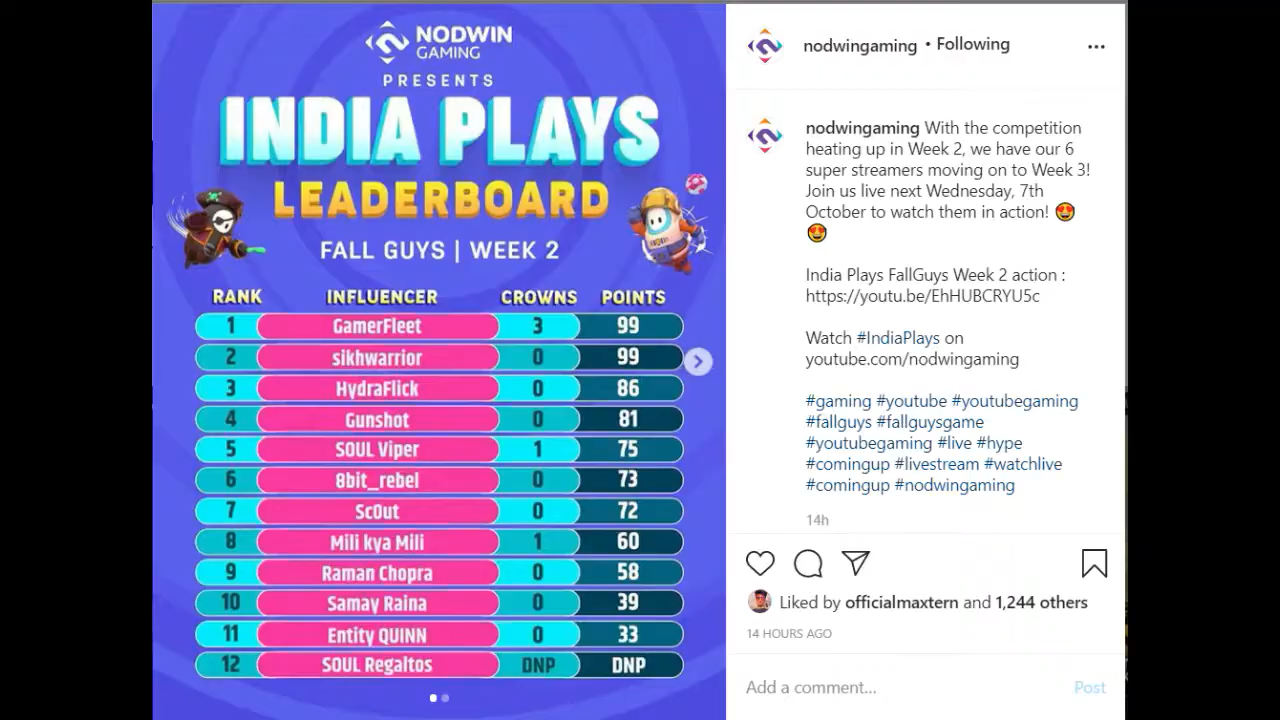 NODWIN
GAMING
PRESENTS
INDIA PLAYS
LEADERBOARD
FALL GUYS | WEEK 2
RANK INFLUENCER CROWNS POINTS
1 GamerFleet 3 99
2 sikhwarrior 0 99
3 HydraFlick 0 86
4 Gunshot 0 81
5 SOUL Viper 1 75
6 8bit_rebel 0 73
7 ScOut 0 72
8 Mili kya Mili 1 60
9 Raman Chopra 0 58
10 Samay Raina 0 39
11 Entity QUINN 0 33
12 SOUL Regaltos DNP DNP
nodwingaming • Following
nodwingaming With the competition
heating up in Week 2, we have our 6
super streamers moving on to Week 3!
Join us live next Wednesday, 7th
October to watch them in action! 😍
😍
India Plays FallGuys Week 2 action :
https://youtu.be/EhHUBCRYU5c
Watch #IndiaPlays on
youtube.com/nodwingaming
#gaming #youtube #youtubegaming
#fallguys #fallguysgame
#youtubegaming #live #hype
#comingup #livestream #watchlive
#comingup #nodwingaming
14h
Liked by officialmaxtern and 1,244 others
14 HOURS AGO
Add a comment... Post